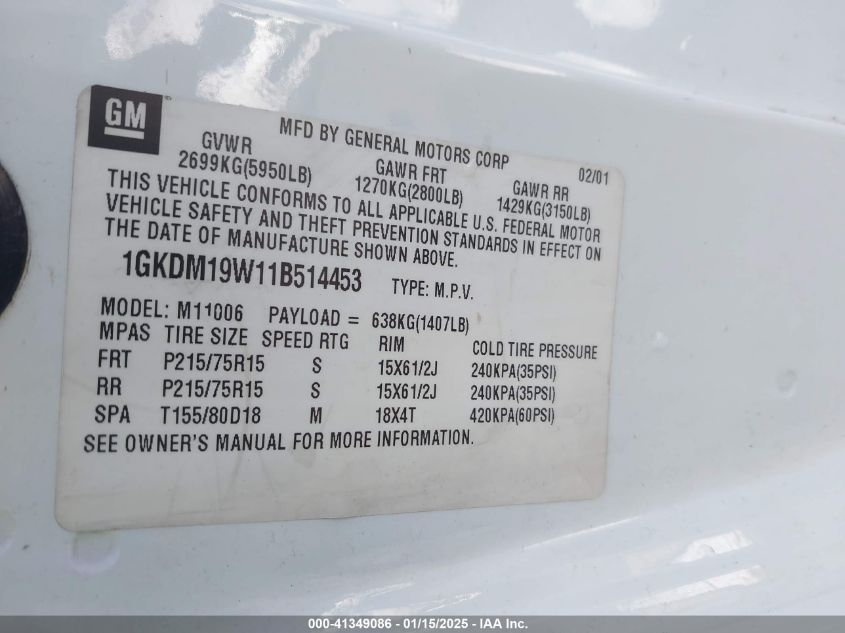 GM
MFD BY GENERAL MOTORS CORP 02/01
GVWR GAWR FRT GAWR RR
2699KG(5950LB) 1270KG(2800LB) 1429KG(3150LB)
THIS VEHICLE CONFORMS TO ALL APPLICABLE U.S. FEDERAL MOTOR
VEHICLE SAFETY AND THEFT PREVENTION STANDARDS IN EFFECT ON
THE DATE OF MANUFACTURE SHOWN ABOVE.
1GKDM19W11B514453 TYPE: M.P.V.
MODEL: M11006 PAYLOAD = 638KG(1407LB)
MPAS TIRE SIZE SPEED RTG RIM COLD TIRE PRESSURE
FRT P215/75R15 S 15X61/2J 240KPA(35PSI)
RR P215/75R15 S 15X61/2J 240KPA(35PSI)
SPA T155/80D18 M 18X4T 420KPA(60PSI)
SEE OWNER'S MANUAL FOR MORE INFORMATION.
000-41349086 - 01/15/2025 - IAA Inc.